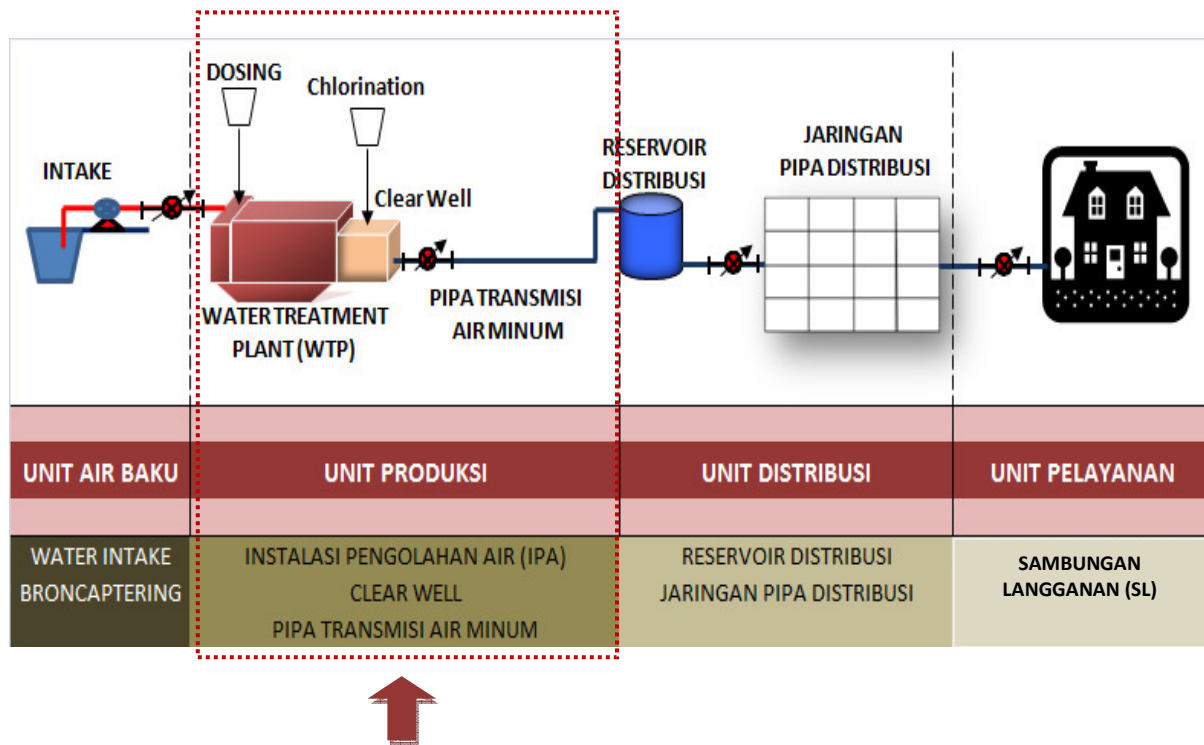 DOSING
Chlorination
INTAKE
Clear Well
WATER TREATMENT
PLANT (WTP)
PIPA TRANSMISI
AIR MINUM
RESERVOIR
DISTRIBUSI
JARINGAN
PIPA DISTRIBUSI
UNIT AIR BAKU
UNIT PRODUKSI
UNIT DISTRIBUSI
UNIT PELAYANAN
WATER INTAKE
BRONCAPTERING
INSTALASI PENGOLAHAN AIR (IPA)
CLEAR WELL
PIPA TRANSMISI AIR MINUM
RESERVOIR DISTRIBUSI
JARINGAN PIPA DISTRIBUSI
SAMBUNGAN
LANGGANAN (SL)